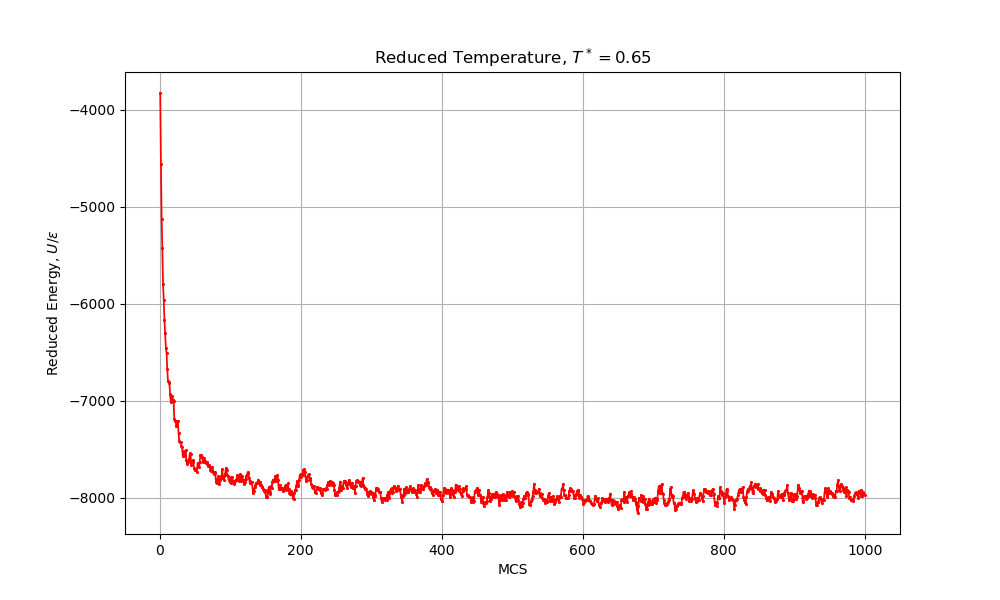 Reduced Temperature, $T^* = 0.65$
Reduced Energy, $U/\epsilon$
−4000
−5000
−6000
−7000
−8000
0 200 400 600 800 1000
MCS